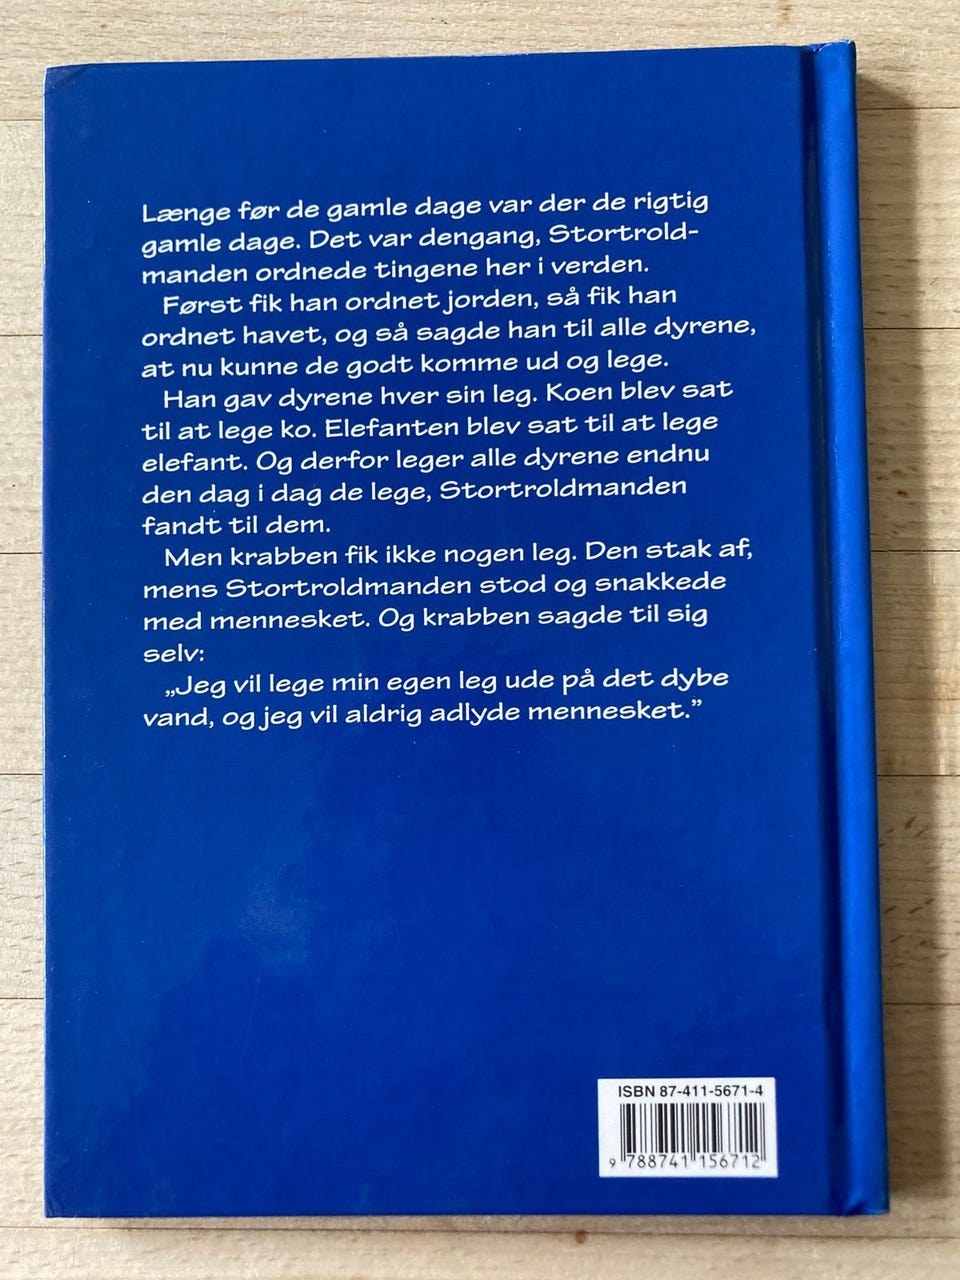 Længe før de gamle dage var der de rigtig
gamle dage. Det var dengang, Stortrold-
manden ordnede tingene her i verden.
Først fik han ordnet jorden, så fik han
ordnet havet, og så sagde han til alle dyrene,
at nu kunne de godt komme ud og lege.
Han gav dyrene hver sin leg. Koen blev sat
til at lege ko. Elefanten blev sat til at lege
elefant. Og derfor leger alle dyrene endnu
den dag i dag de lege, Stortroldmanden
fandt til dem.
Men krabben fik ikke nogen leg. Den stak af,
mens Stortroldmanden stod og snakkede
med mennesket. Og krabben sagde til sig
selv:
„Jeg vil lege min egen leg ude på det dybe
vand, og jeg vil aldrig adlyde mennesket.”
ISBN 87-411-5671-4
9 788741 156712